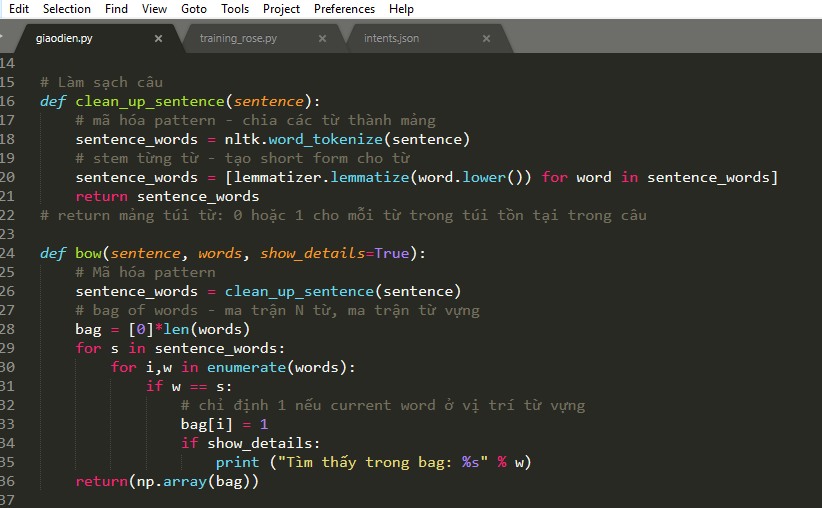 Edit Selection Find View Goto Tools Project Preferences Help
giaodien.py × training_rose.py × intents.json ×
14
15 # Làm sạch câu
16 def clean_up_sentence(sentence):
17     # mã hóa pattern - chia các từ thành mảng
18     sentence_words = nltk.word_tokenize(sentence)
19     # stem từng từ - tạo short form cho từ
20     sentence_words = [lemmatizer.lemmatize(word.lower()) for word in sentence_words]
21     return sentence_words
22 # return mảng túi từ: 0 hoặc 1 cho mỗi từ trong túi tồn tại trong câu
23
24 def bow(sentence, words, show_details=True):
25     # Mã hóa pattern
26     sentence_words = clean_up_sentence(sentence)
27     # bag of words - ma trận N từ, ma trận từ vựng
28     bag = [0]*len(words)
29     for s in sentence_words:
30         for i,w in enumerate(words):
31             if w == s:
32                 # chỉ định 1 nếu current word ở vị trí từ vựng
33                 bag[i] = 1
34                 if show_details:
35                     print ("Tìm thấy trong bag: %s" % w)
36     return(np.array(bag))
37